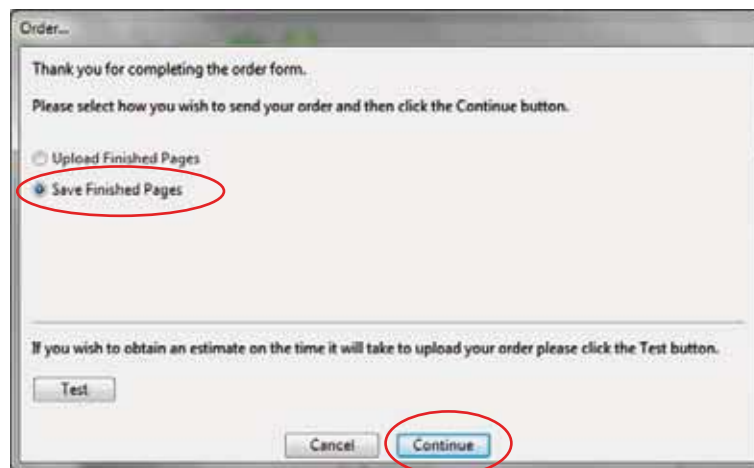 Order...
Thank you for completing the order form.
Please select how you wish to send your order and then click the Continue button.
Upload Finished Pages
Save Finished Pages
If you wish to obtain an estimate on the time it will take to upload your order please click the Test button.
Test
Cancel
Continue